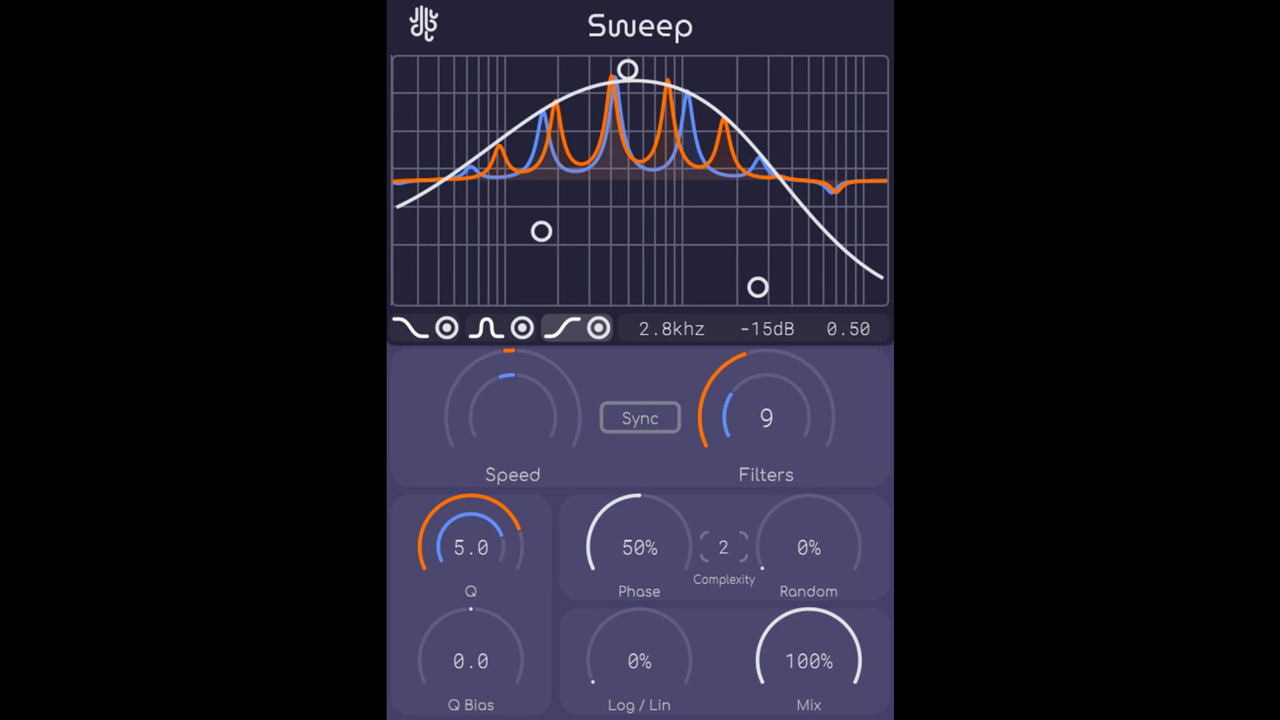 Sweep
2.8khz -15dB 0.50
Sync
9
Speed
Filters
5.0
Q
50%
Phase
2
Complexity
0%
Random
0.0
Q Bias
0%
Log / Lin
100%
Mix